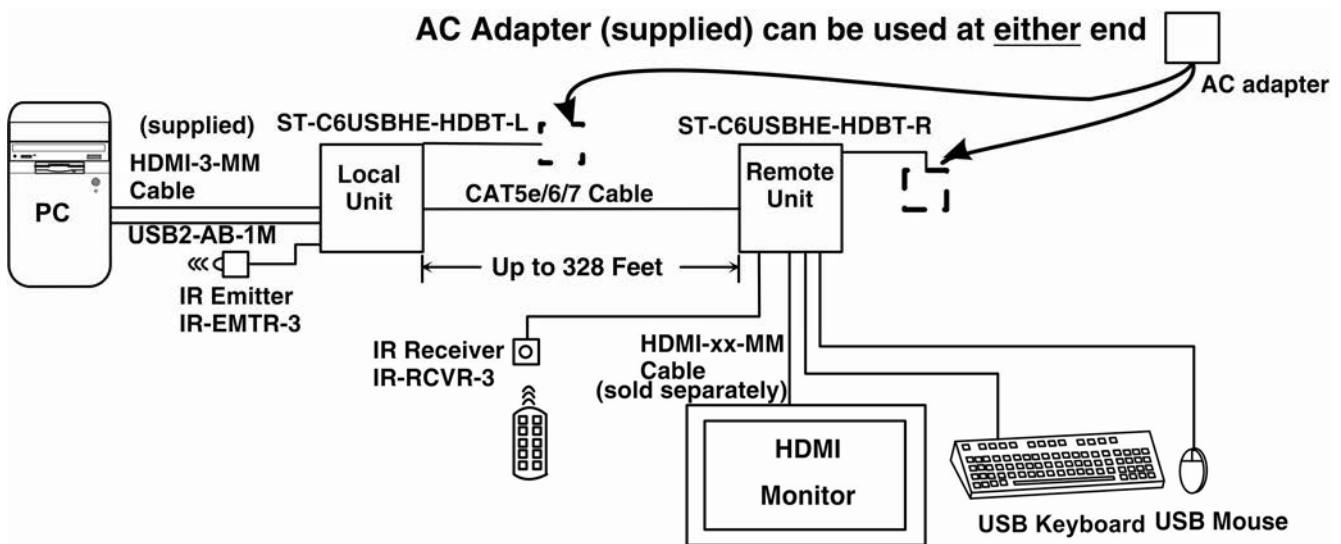 AC Adapter (supplied) can be used at either end
AC adapter
(supplied)
HDMI-3-MM
Cable
ST-C6USBHE-HDBT-L
ST-C6USBHE-HDBT-R
PC
Local
Unit
CAT5e/6/7 Cable
Remote
Unit
USB2-AB-1M
Up to 328 Feet
IR Emitter
IR-EMTR-3
IR Receiver
IR-RCVR-3
HDMI-xx-MM
Cable
(sold separately)
HDMI
Monitor
USB Keyboard
USB Mouse